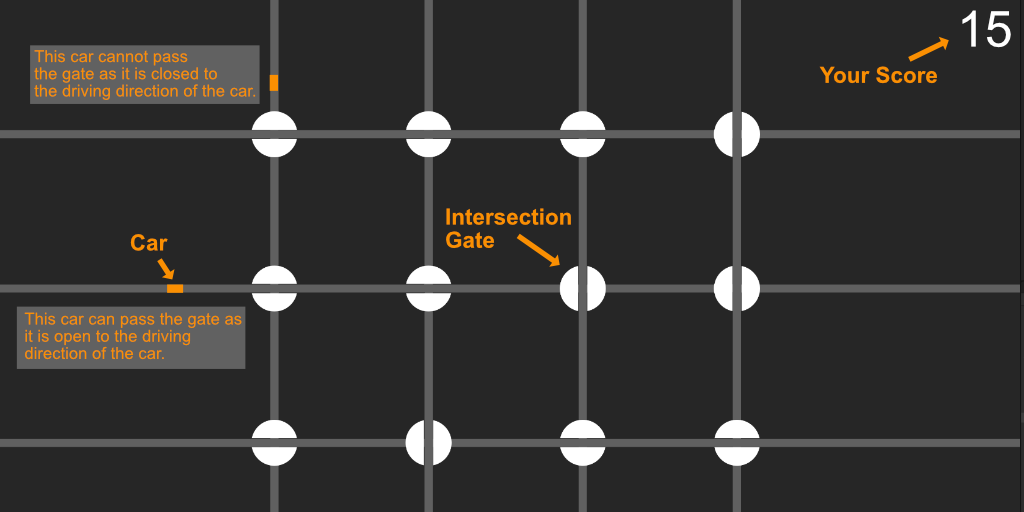 This car cannot pass
the gate as it is closed to
the driving direction of the car.
15
Your Score
Intersection
Gate
Car
This car can pass the gate as
it is open to the driving
direction of the car.